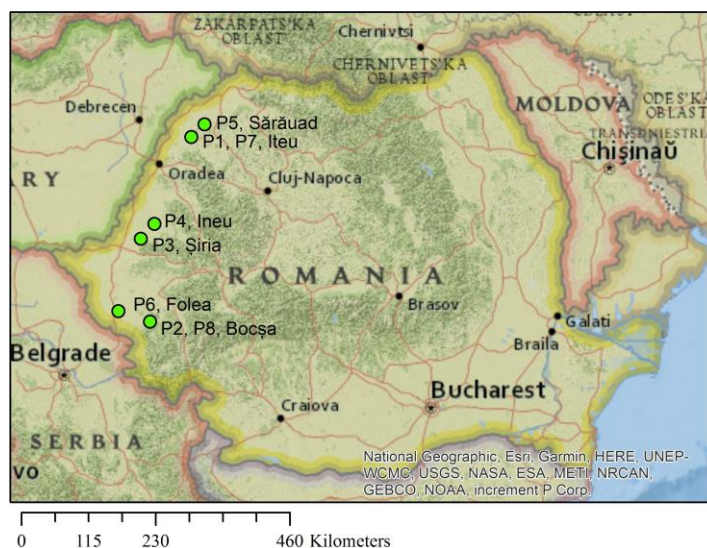 ZAKARPATS'KA
OBLAST'
Chernivtsi
CHERNIVETS'KA
OBLAST'
Debrecen
MOLDOVA
ODES'KA
OBLAST'
TRANSDNIESTRIA
P5, Sărăuad
P1, P7, Iteu
Chişinaŭ
Oradea
Cluj-Napoca
ARY
P4, Ineu
P3, Șiria
ROMANIA
P6, Folea
Brasov
P2, P8, Bocșa
Galati
Braila
Belgrade
Bucharest
Craiova
SERBIA
vo
National Geographic, Esri, Garmin, HERE, UNEP-
WCMC, USGS, NASA, ESA, METI, NRCAN,
GEBCO, NOAA, increment P Corp.
0 115 230 460 Kilometers